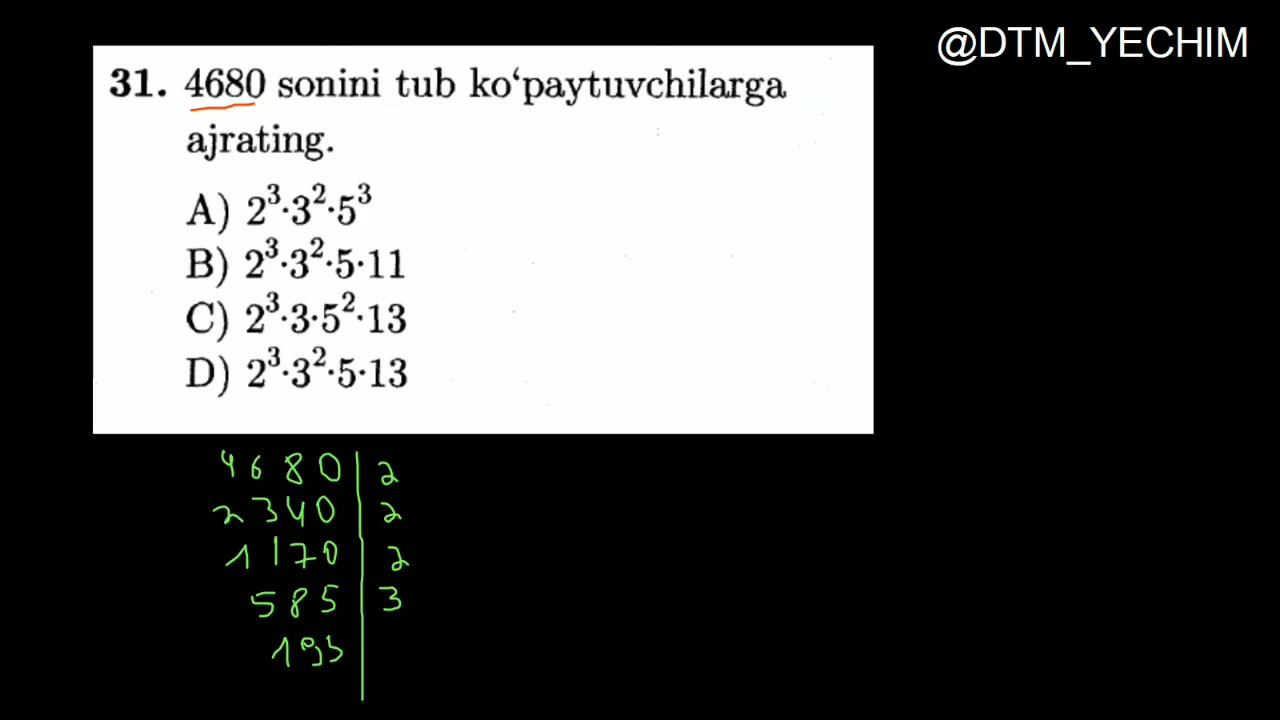 @DTM_YECHIM
31. 4680 sonini tub ko‘paytuvchilarga
ajrating.
A) 2³·3²·5³
B) 2³·3²·5·11
C) 2³·3·5²·13
D) 2³·3²·5·13
4680 | 2
2340 | 2
1170 | 2
585 | 3
195